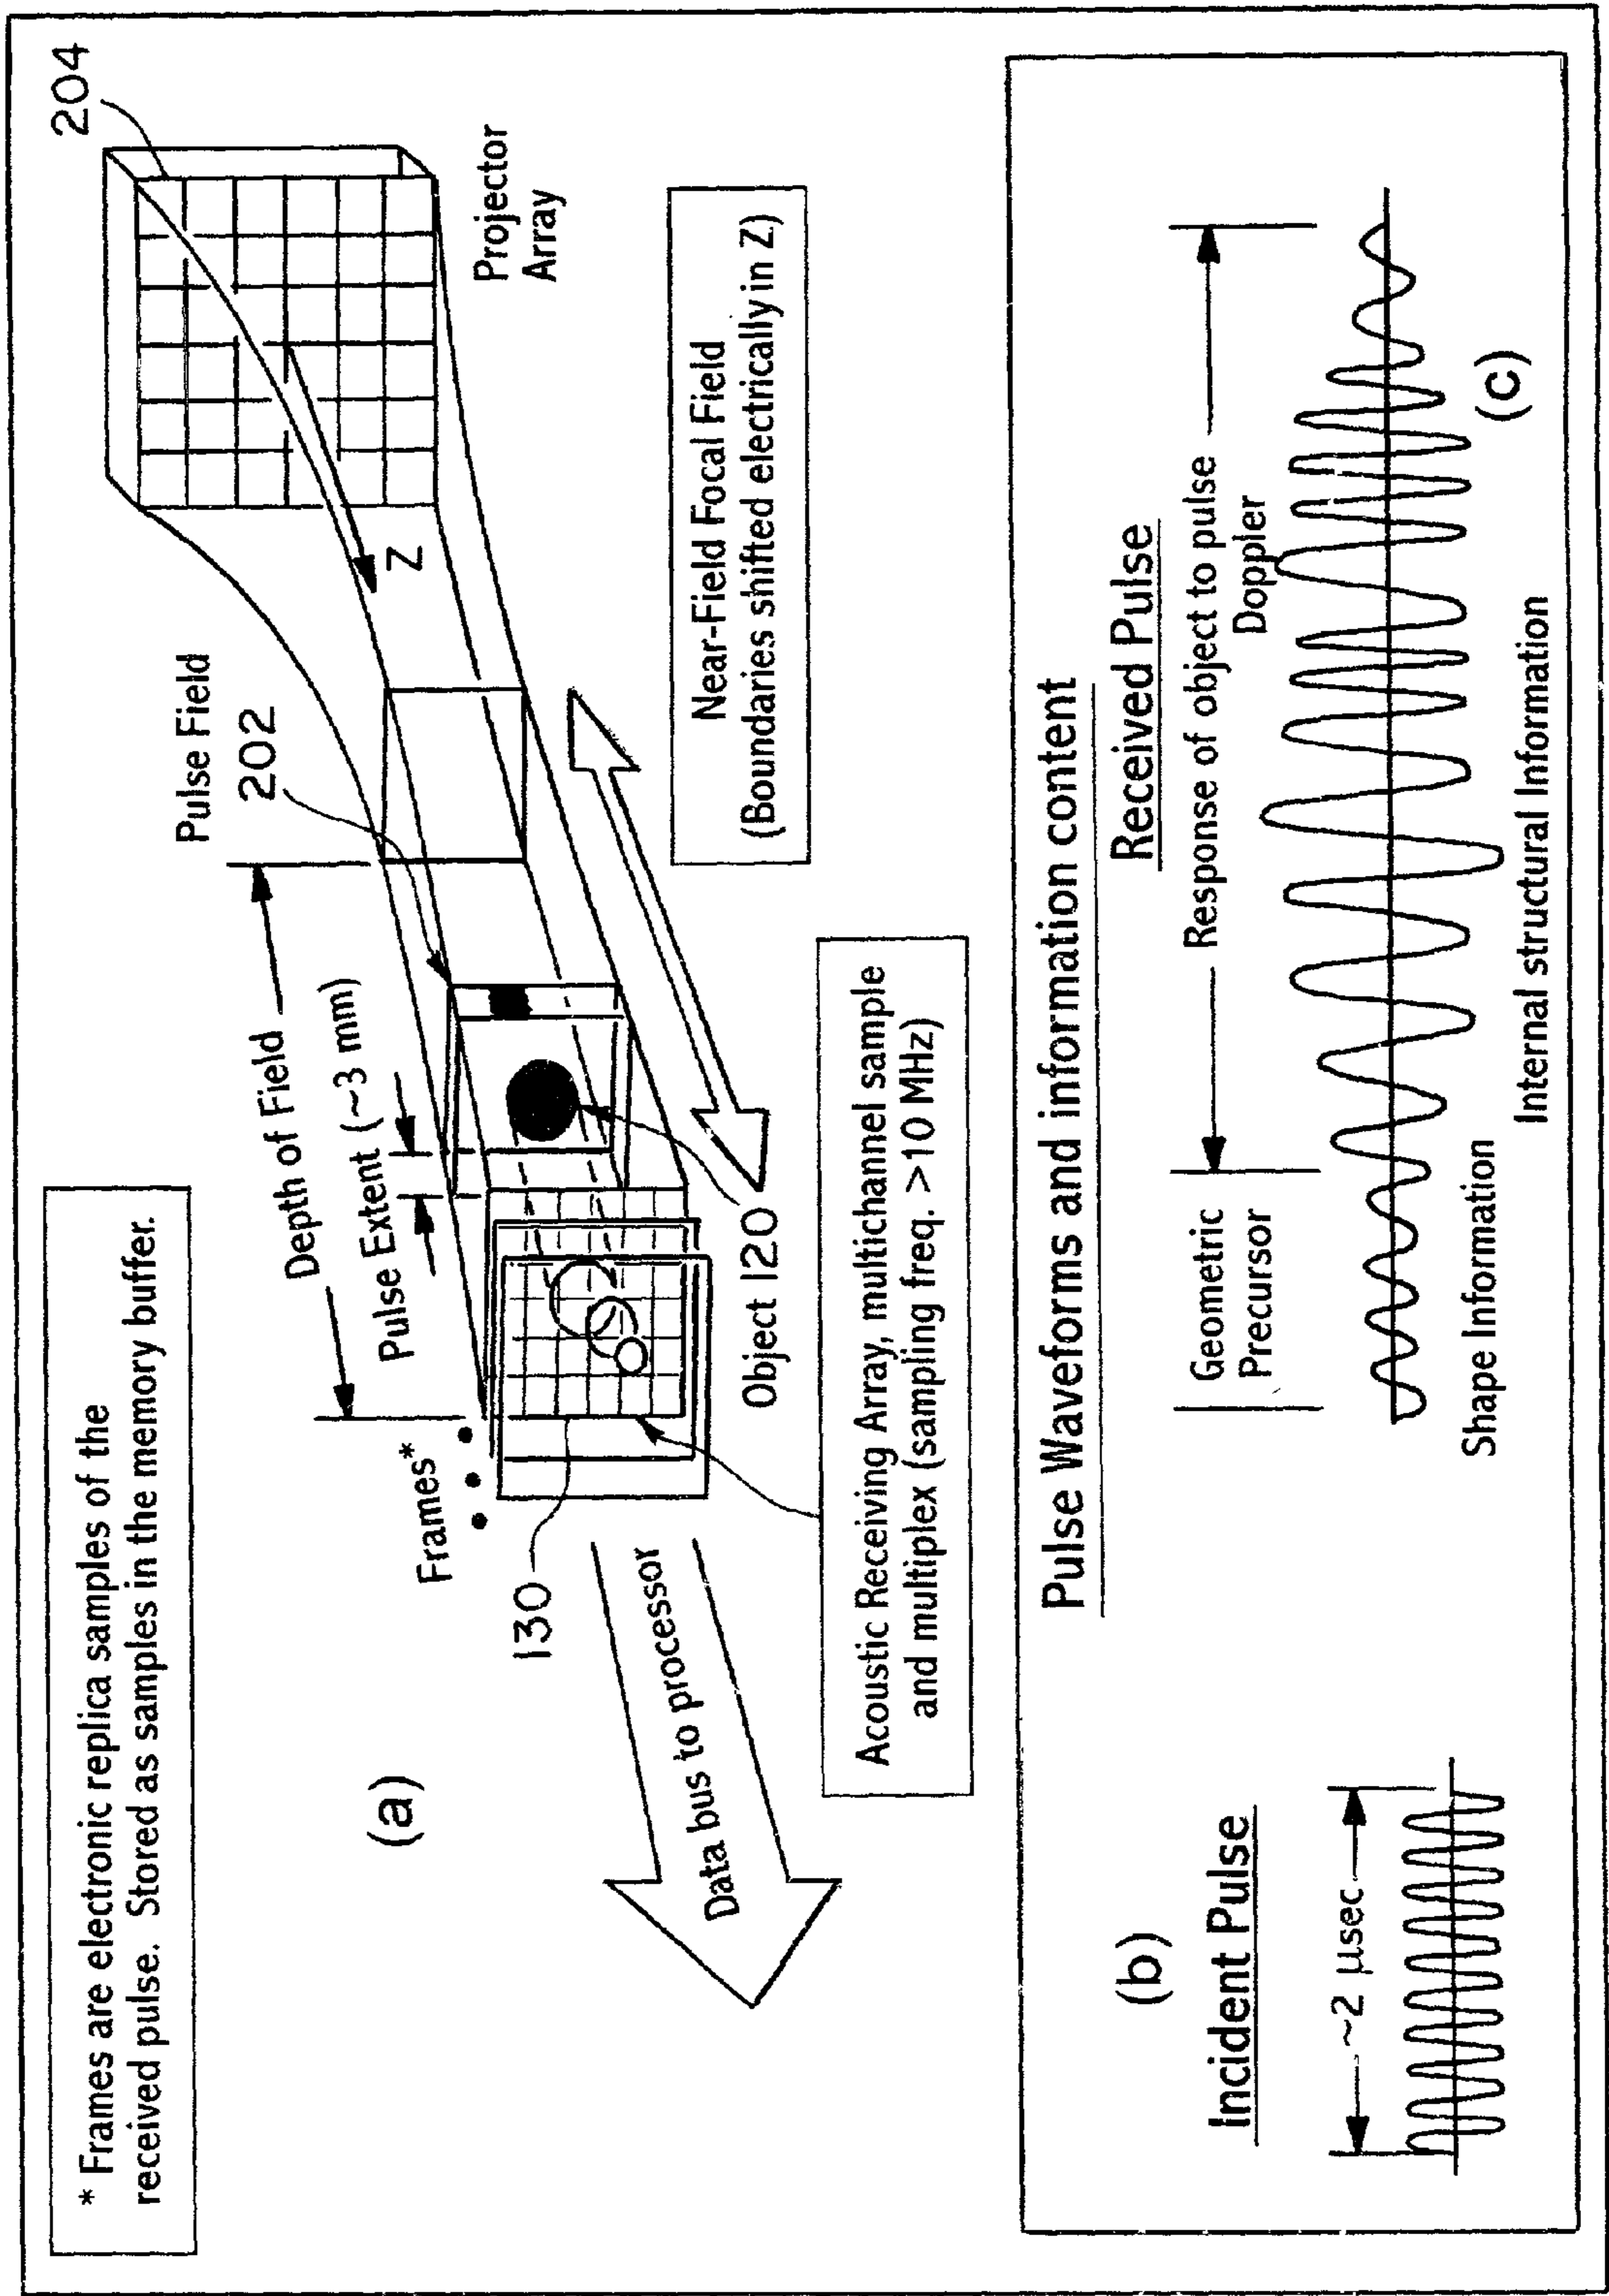 * Frames are electronic replica samples of the
received pulse. Stored as samples in the memory buffer.
(a)
204
Pulse Field
202
Depth of Field
Pulse Extent (~3 mm)
Frames*
130
Z
Projector
Array
Object 120
Data bus to processor
Near-Field Focal Field
(Boundaries shifted electrically in Z)
Acoustic Receiving Array, multichannel sample
and multiplex (sampling freq. >10 MHz)
Pulse Waveforms and information content
(b)
Incident Pulse
~2 μsec
Received Pulse
Geometric
Precursor
Response of object to pulse
Doppler
Shape Information
Internal structural Information
(c)